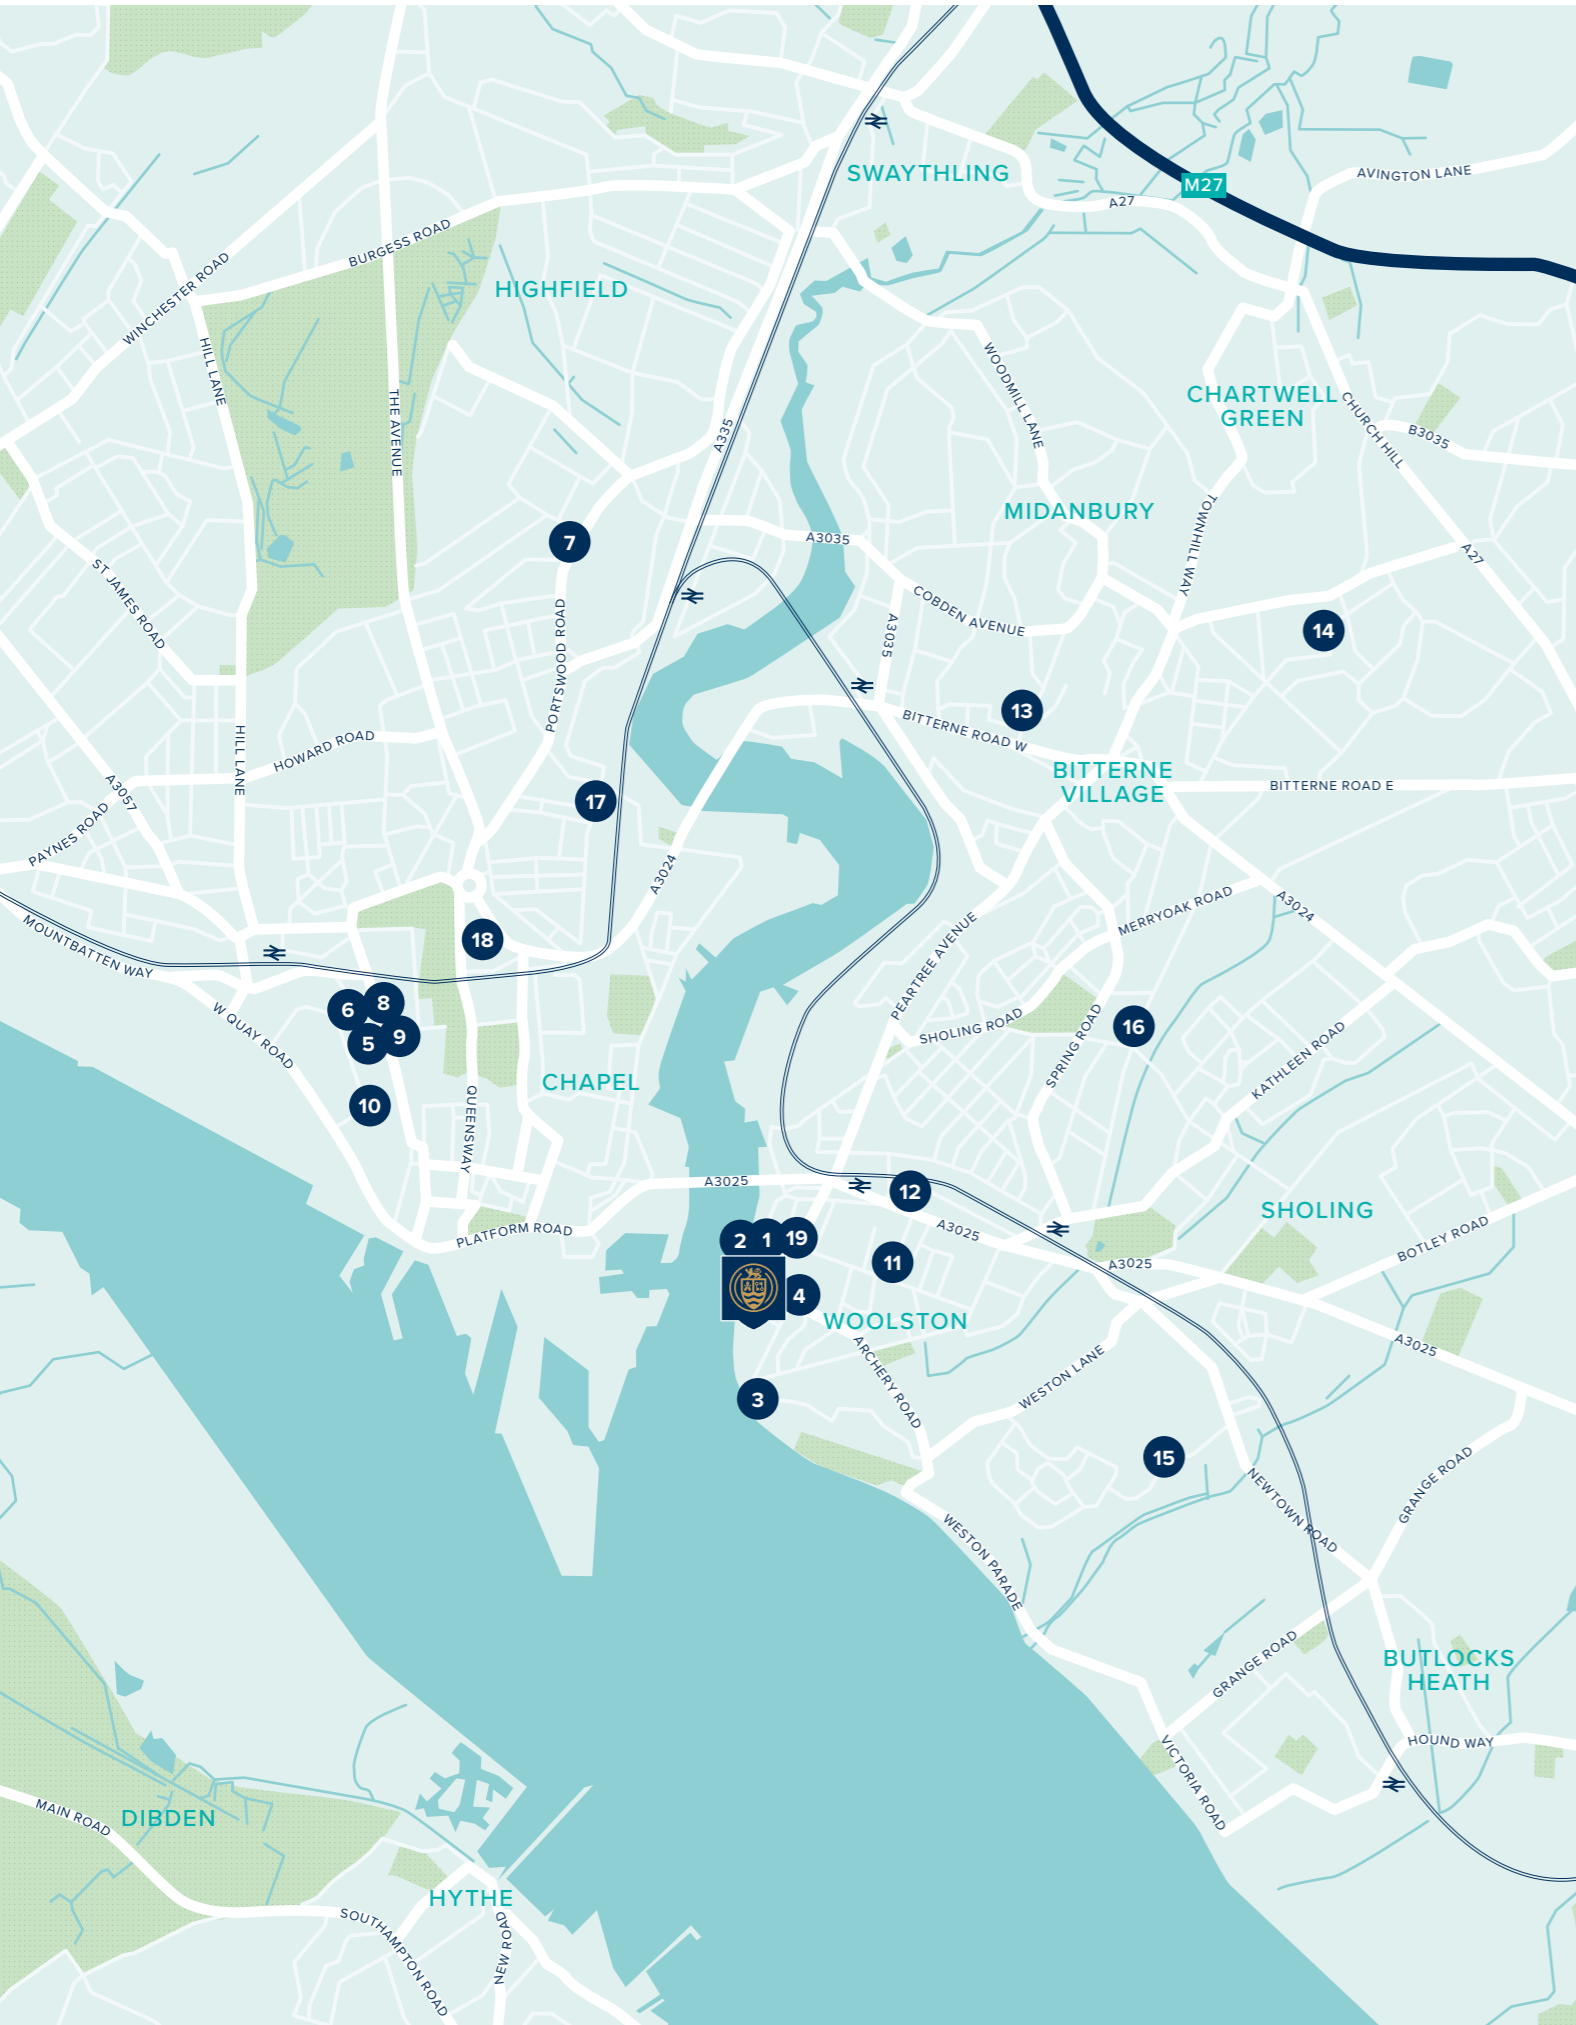 SWAYTHLING
M27
AVINGTON LANE
A27
BURGESS ROAD
WINCHESTER ROAD
HIGHFIELD
HILL LANE
THE AVENUE
A335
WOODMILL LANE
CHARTWELL
GREEN
CHURCH HILL
B3035
MIDANBURY
TOWNHILL WAY
A27
7
A3035
ST JAMES ROAD
COBDEN AVENUE
A3035
14
PORTSWOOD ROAD
13
BITTERNE ROAD W
HILL LANE
HOWARD ROAD
BITTERNE
VILLAGE
BITTERNE ROAD E
A3057
PAYNES ROAD
17
A3024
MERRYOAK ROAD
A3024
MOUNTBATTEN WAY
18
PEARTREE AVENUE
6
8
5
9
W QUAY ROAD
SHOLING ROAD
SPRING ROAD
16
KATHLEEN ROAD
CHAPEL
10
QUEENSWAY
A3025
12
SHOLING
PLATFORM ROAD
2
1
19
A3025
BOTLEY ROAD
11
A3025
4
WOOLSTON
ARCHERY ROAD
WESTON LANE
A3025
3
15
NEWTOWN ROAD
GRANGE ROAD
WESTON PARADE
GRANGE ROAD
BUTLOCKS
HEATH
VICTORIA ROAD
HOUND WAY
MAIN ROAD
DIBDEN
HYTHE
SOUTHAMPTON ROAD
NEW ROAD